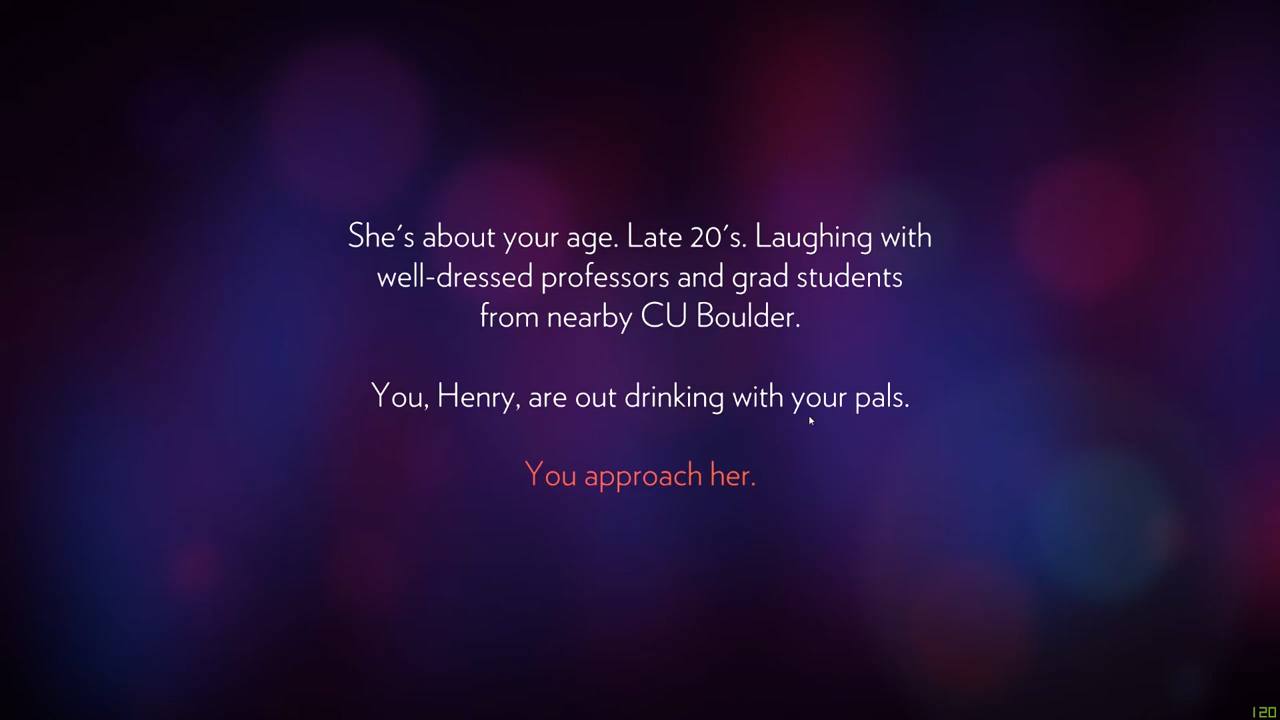 She's about your age. Late 20's. Laughing with
well-dressed professors and grad students
from nearby CU Boulder.
You, Henry, are out drinking with your pals.
You approach her.
120